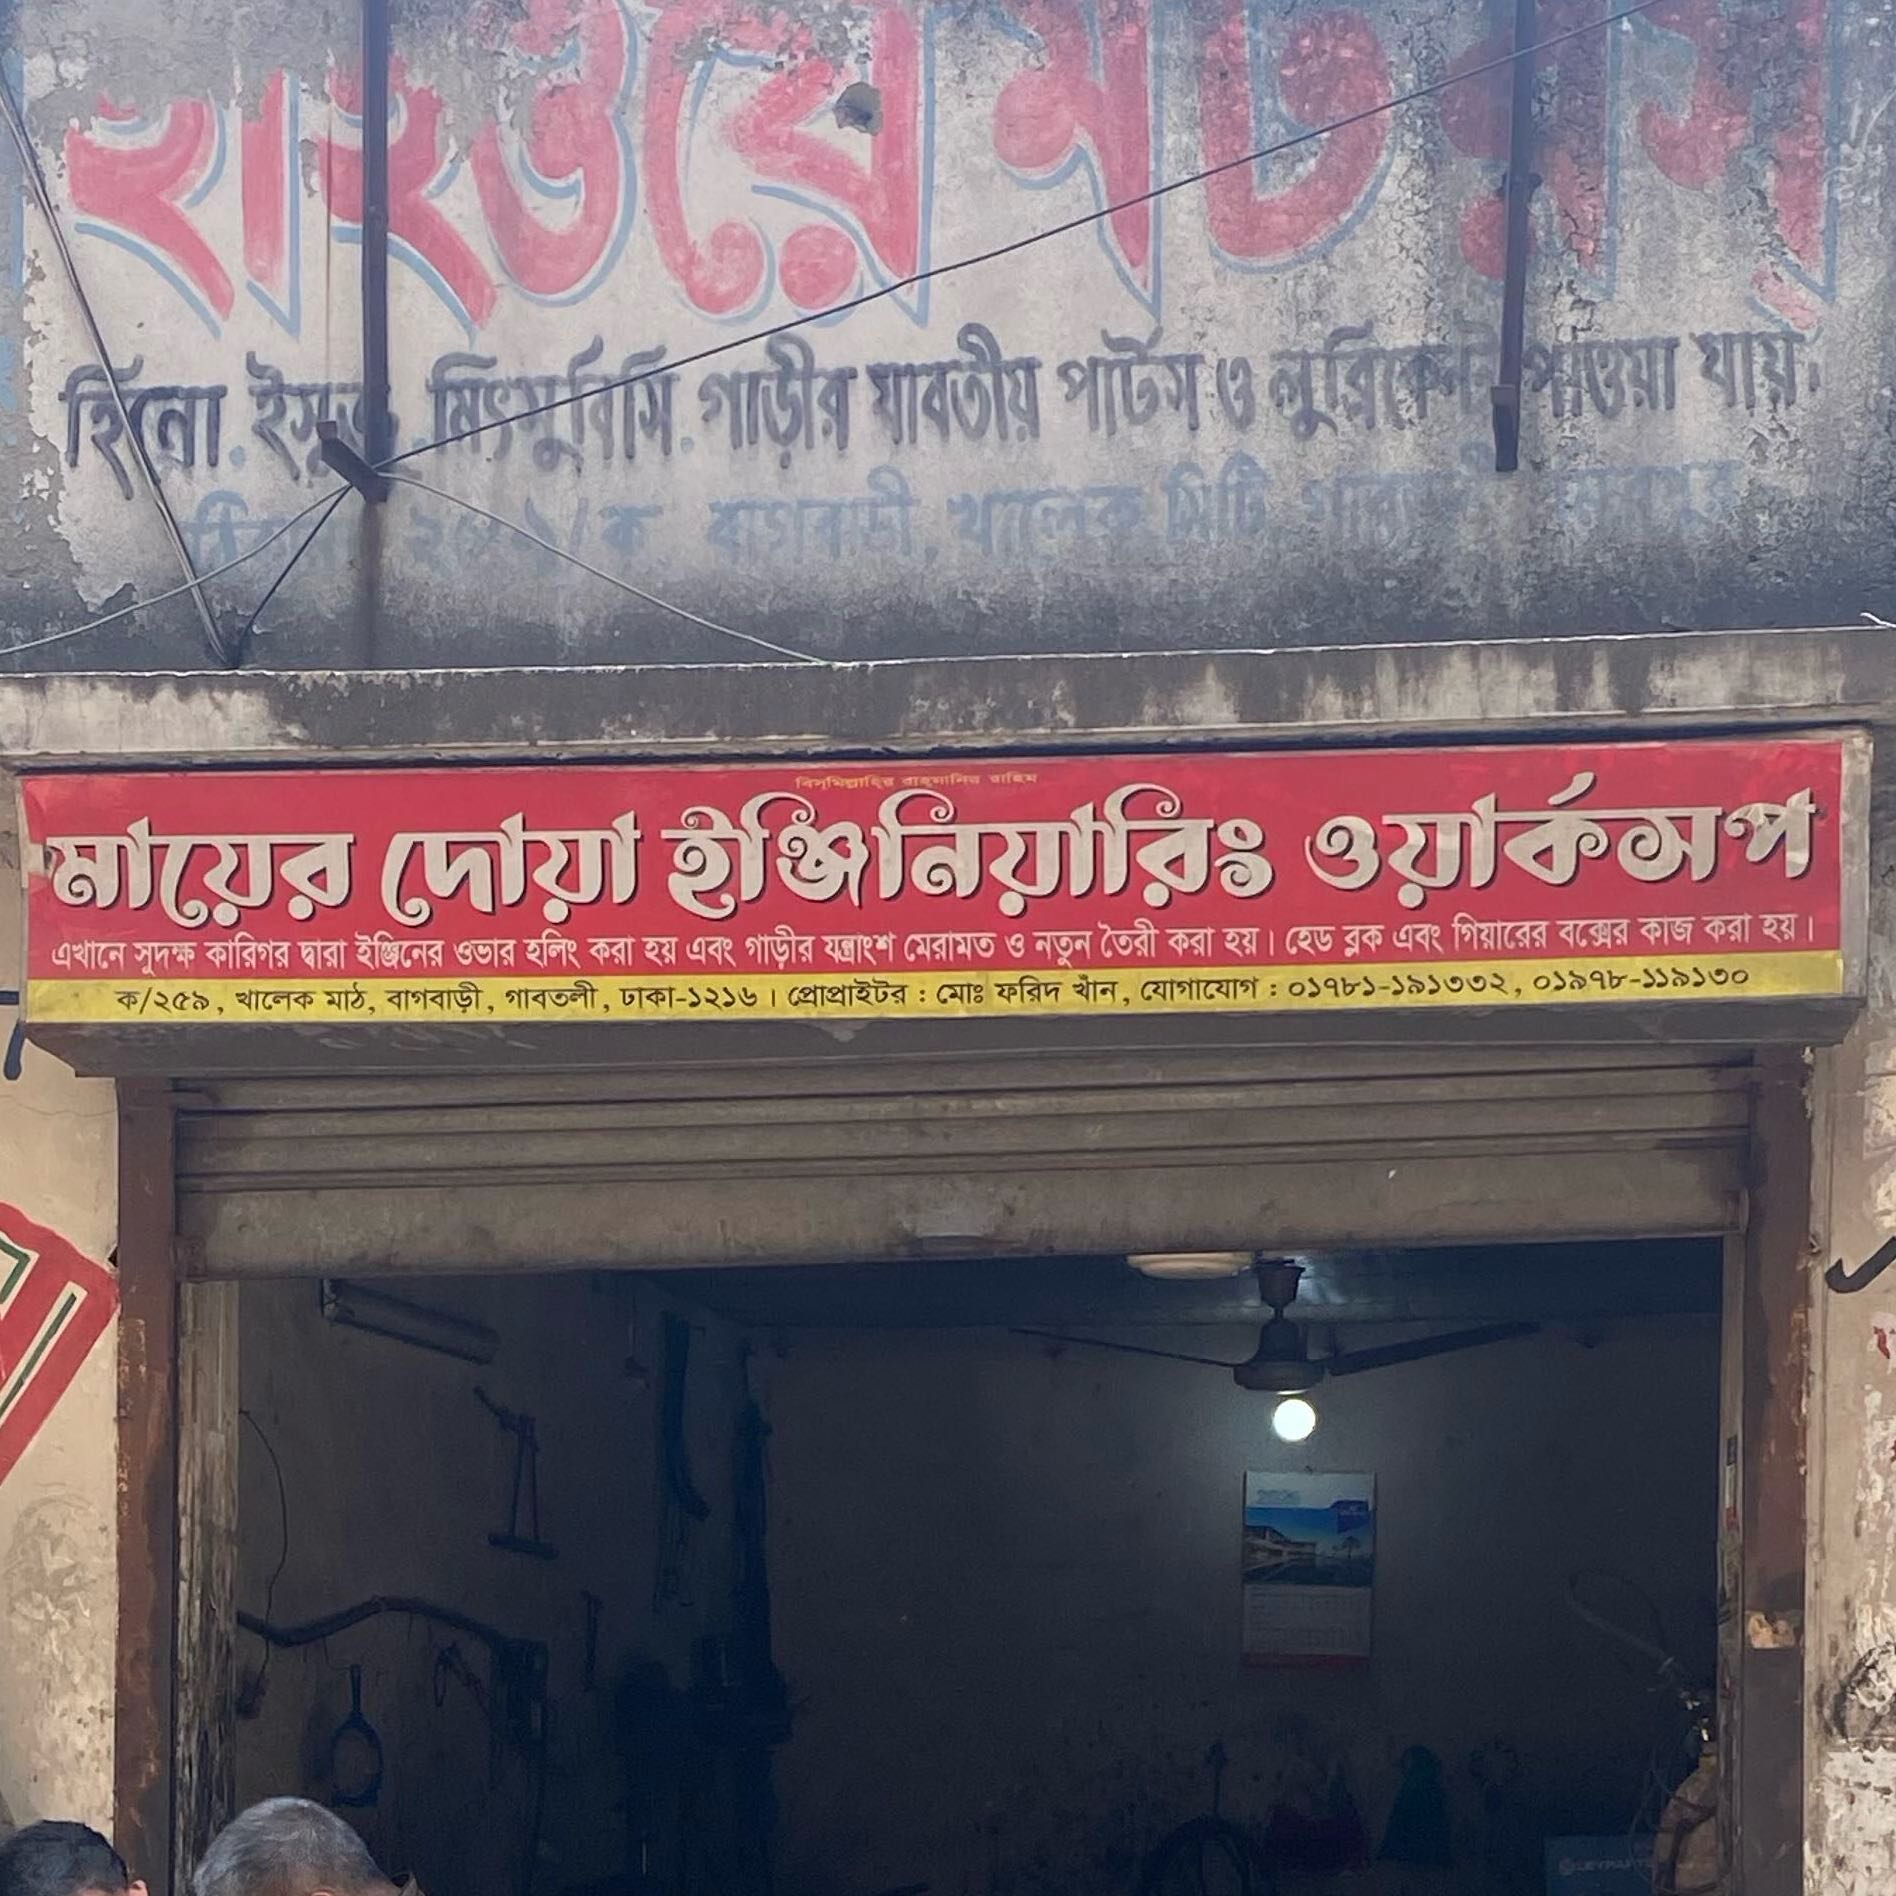 হাইওয়ে মটরস্
হিনো. ইসুজু. মিৎসুবিসি. গাড়ীর যাবতীয় পার্টস ও লুব্রিকেন্ট পাওয়া যায়.
বাগবাড়ী, খালেক সিটি
বিস্‌মিল্লাহির রাহমানির রাহিম
মায়ের দোয়া ইঞ্জিনিয়ারিং ওয়ার্কসপ
এখানে সুদক্ষ কারিগর দ্বারা ইঞ্জিনের ওভার হলিং করা হয় এবং গাড়ীর যন্ত্রাংশ মেরামত ও নতুন তৈরী করা হয়। হেড ব্লক এবং গিয়ারের বক্সের কাজ করা হয়।
ক/২৫৯, খালেক মাঠ, বাগবাড়ী, গাবতলী, ঢাকা-১২১৬। প্রোপ্রাইটর : মোঃ ফরিদ খাঁন, যোগাযোগ : ০১৭৮১-১৯১৩৩২, ০১৯৭৮-১১৯১৩০